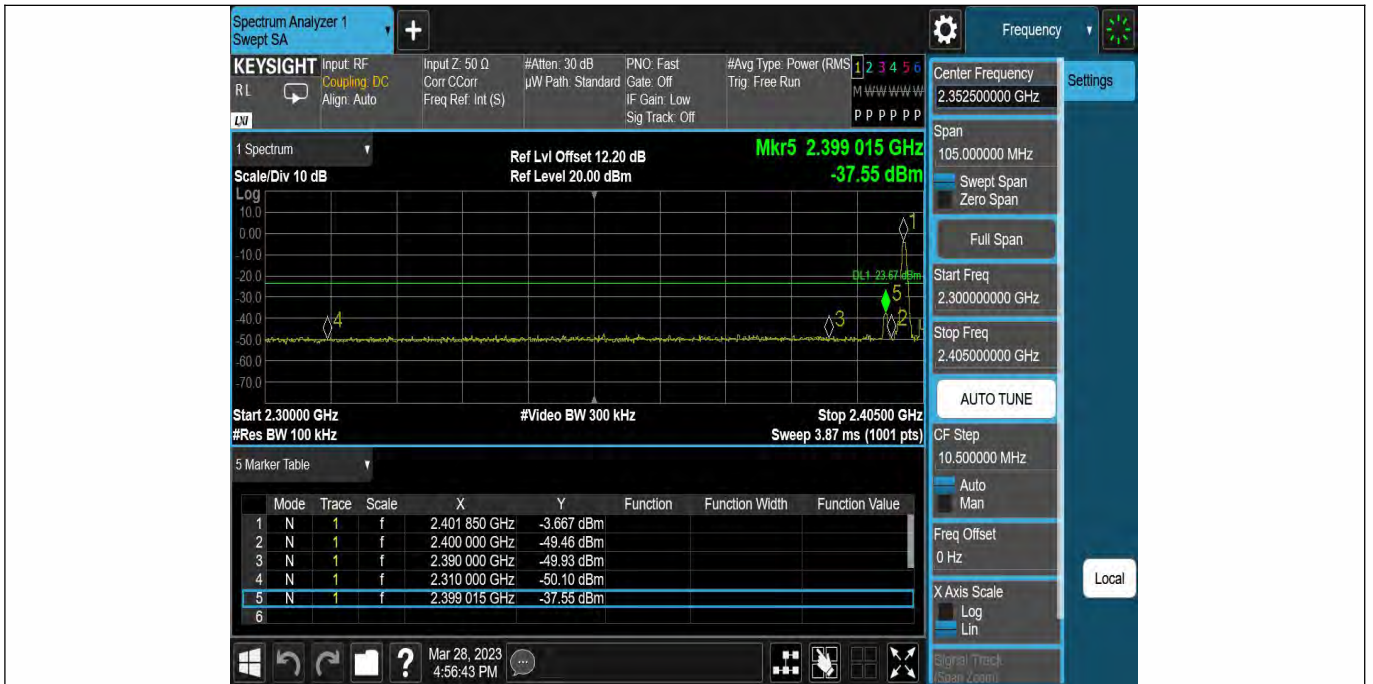 Spectrum Analyzer 1
Swept SA
+
Frequency
KEYSIGHT
RL
LXI
Input: RF
Coupling: DC
Align: Auto
Input Z: 50 Ω
Corr CCorr
Freq Ref: Int (S)
#Atten: 30 dB
µW Path: Standard
PNO: Fast
Gate: Off
IF Gain: Low
Sig Track: Off
#Avg Type: Power (RMS
Trig: Free Run
1 2 3 4 5 6
M W W W W W
P P P P P P
1 Spectrum
Scale/Div 10 dB
Ref Lvl Offset 12.20 dB
Ref Level 20.00 dBm
Mkr5 2.399 015 GHz
-37.55 dBm
Log
10.0
0.00
-10.0
-20.0
-30.0
-40.0
-50.0
-60.0
-70.0
1
DL1 -23.67 dBm
5
4
3
2
Start 2.30000 GHz
#Video BW 300 kHz
Stop 2.40500 GHz
#Res BW 100 kHz
Sweep 3.87 ms (1001 pts)
5 Marker Table
Mode Trace Scale X Y Function Function Width Function Value
1 N 1 f 2.401 850 GHz -3.667 dBm
2 N 1 f 2.400 000 GHz -49.46 dBm
3 N 1 f 2.390 000 GHz -49.93 dBm
4 N 1 f 2.310 000 GHz -50.10 dBm
5 N 1 f 2.399 015 GHz -37.55 dBm
6
?
Mar 28, 2023
4:56:43 PM
Center Frequency
2.352500000 GHz
Settings
Span
105.000000 MHz
Swept Span
Zero Span
Full Span
Start Freq
2.300000000 GHz
Stop Freq
2.405000000 GHz
AUTO TUNE
CF Step
10.500000 MHz
Auto
Man
Freq Offset
0 Hz
X Axis Scale
Log
Lin
Local
Signal Track
(Span Zoom)